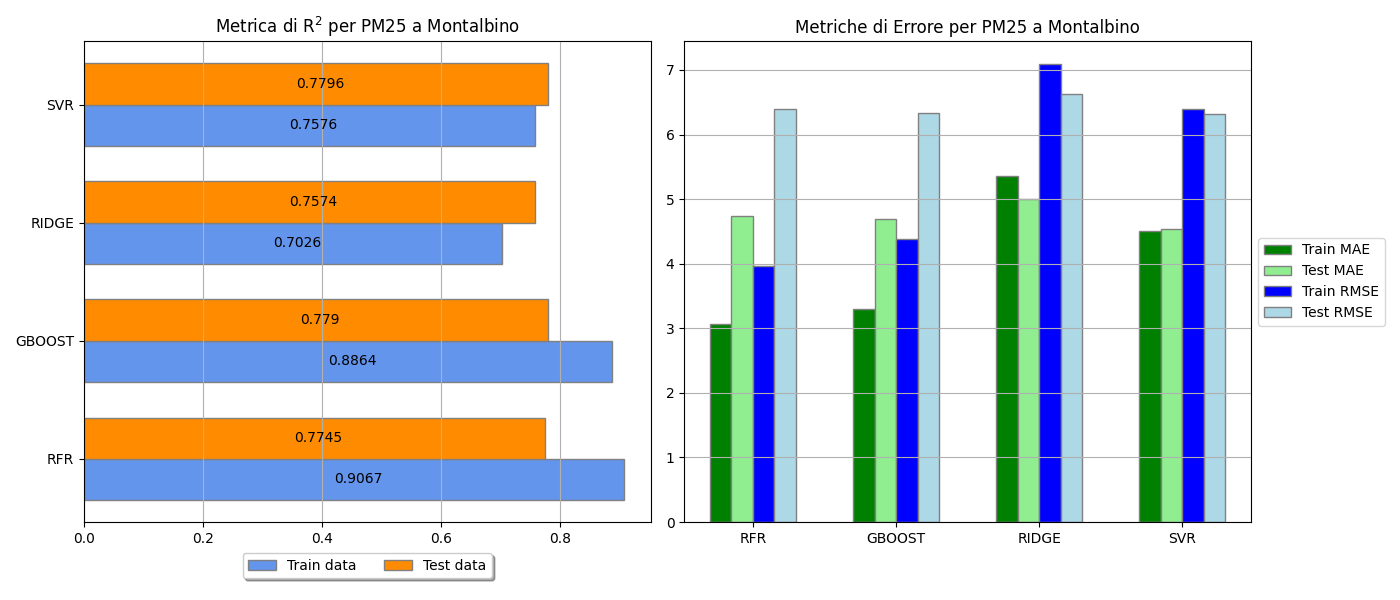 Metrica di R² per PM25 a Montalbino
SVR
0.7796
0.7576
RIDGE
0.7574
0.7026
GBOOST
0.779
0.8864
RFR
0.7745
0.9067
0.0 0.2 0.4 0.6 0.8
Train data Test data
Metriche di Errore per PM25 a Montalbino
7
6
5
4
3
2
1
0
RFR GBOOST RIDGE SVR
Train MAE
Test MAE
Train RMSE
Test RMSE